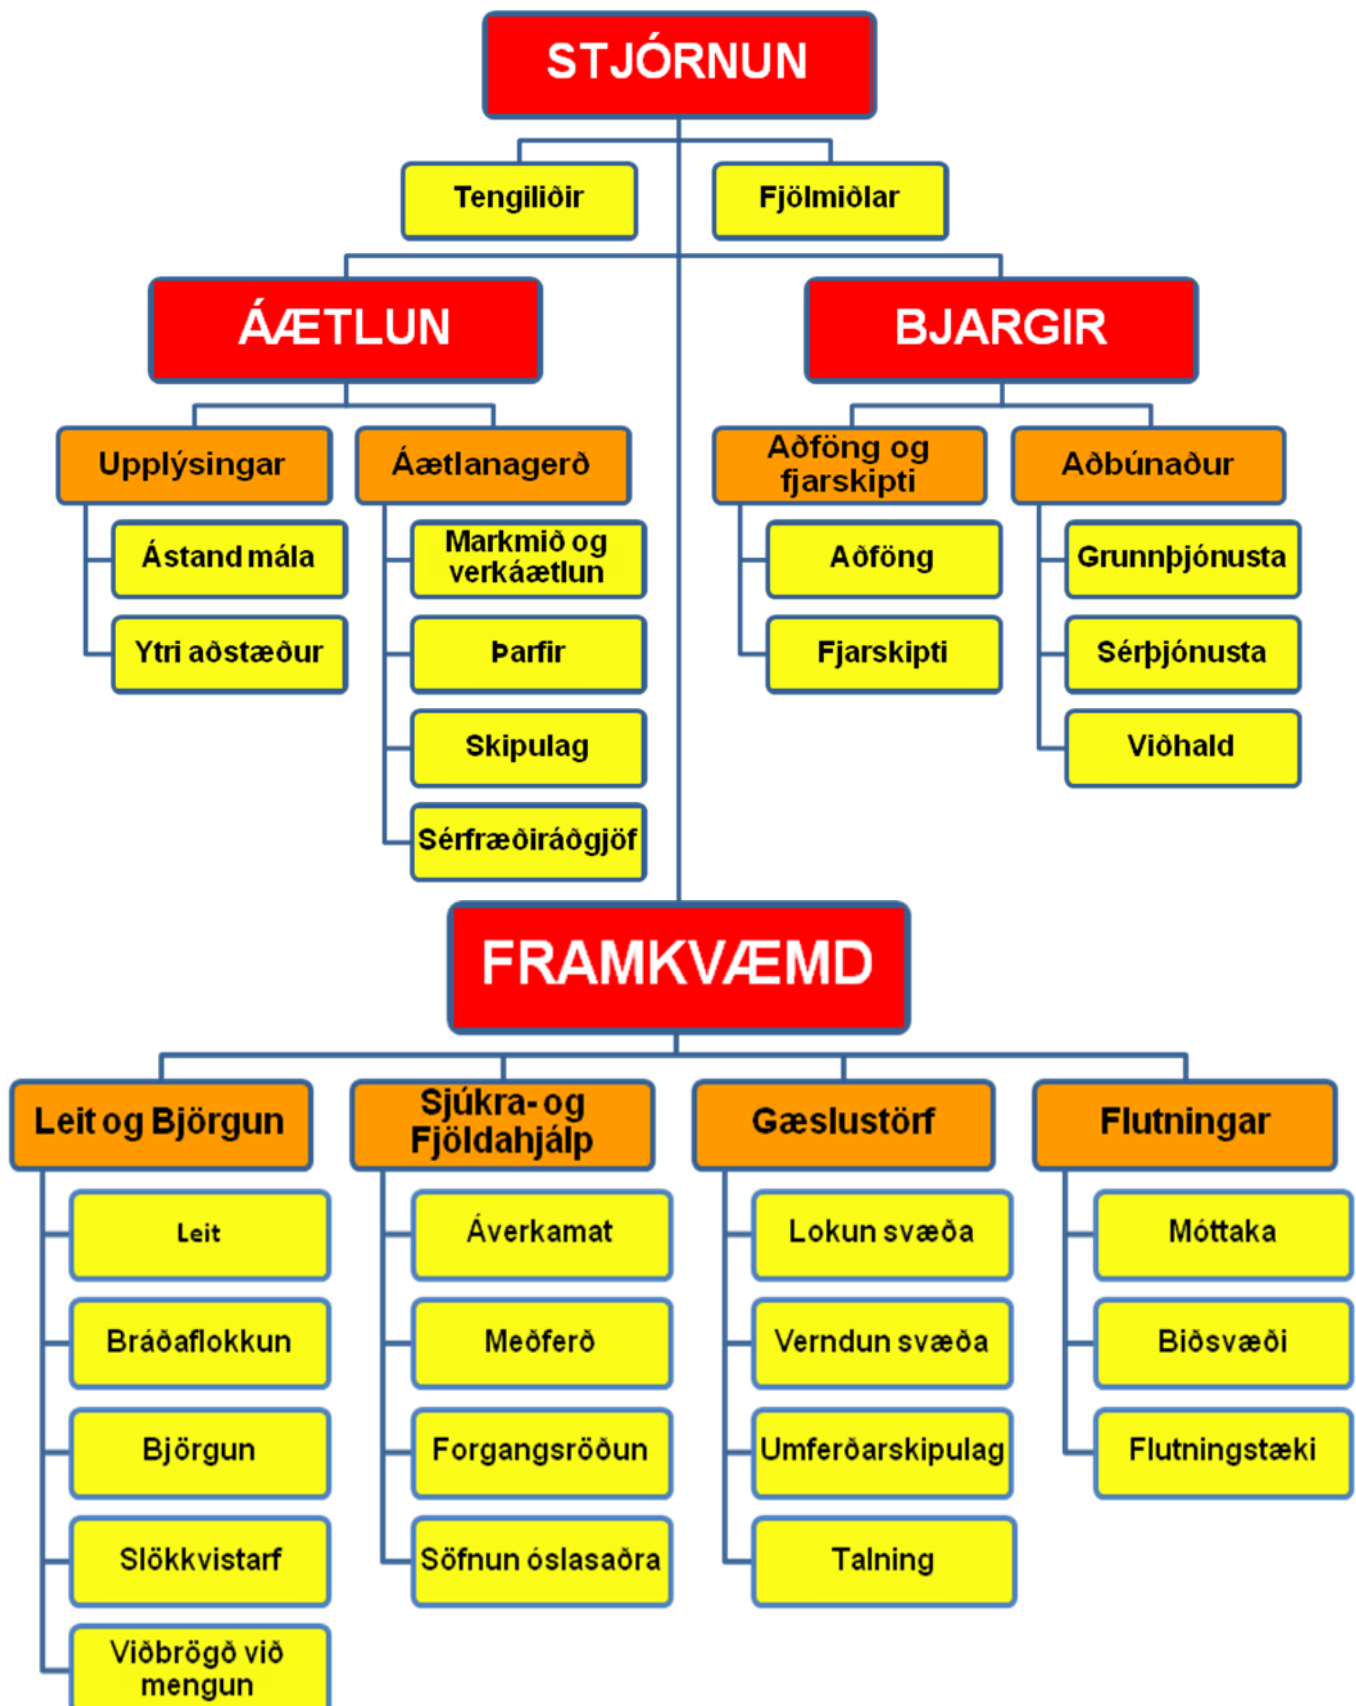 STJÓRNUN
Tengiliðir
Fjölmiðlar
ÁÆTLUN
BJARGIR
Upplýsingar
Ástand mála
Ytri aðstæður
Áætlanagerð
Markmið og
verkáætlun
Þarfir
Skipulag
Sérfræðiráðgjöf
Aðföng og
fjarskipti
Aðföng
Fjarskipti
Aðbúnaður
Grunnþjónusta
Sérþjónusta
Viðhald
FRAMKVÆMD
Leit og Björgun
Leit
Bráðaflokkun
Björgun
Slökkvistarf
Viðbrögð við
mengun
Sjúkra- og
Fjöldahjálp
Áverkamat
Meðferð
Forgangsröðun
Söfnun óslasaðra
Gæslustörf
Lokun svæða
Verndun svæða
Umferðarskipulag
Talning
Flutningar
Móttaka
Biðsvæði
Flutningstæki